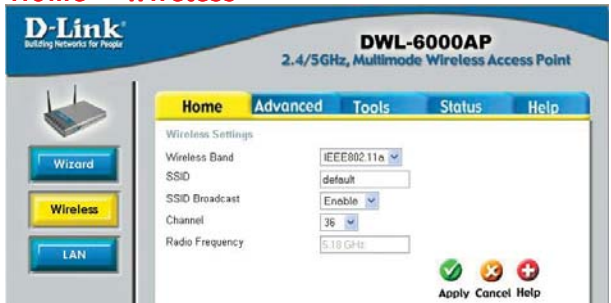 D-Link
Building Networks for People
DWL-6000AP
2.4/5GHz, Multimode Wireless Access Point
Home Advanced Tools Status Help
Wizard
Wireless
LAN
Wireless Settings
Wireless Band IEEE802.11a
SSID default
SSID Broadcast Enable
Channel 36
Radio Frequency 5.18 GHz
Apply Cancel Help